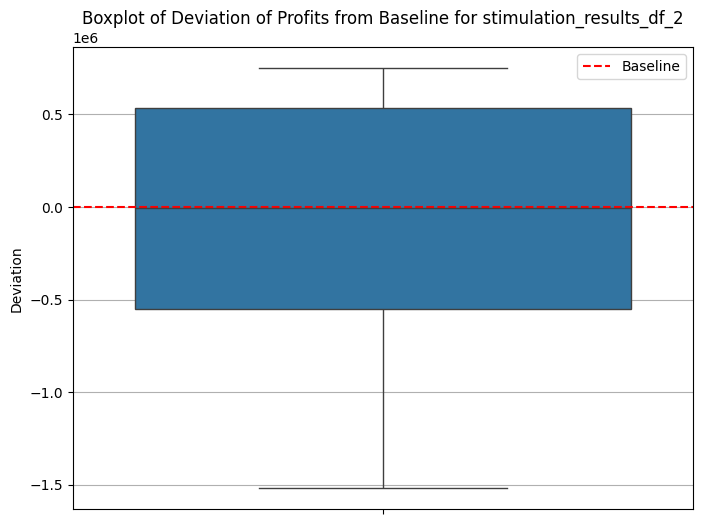 Boxplot of Deviation of Profits from Baseline for stimulation_results_df_2
1e6
Baseline
0.5
0.0
−0.5
−1.0
−1.5
Deviation